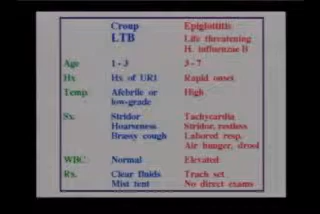 Croup Epiglottitis
LTB Life threatening
H. influenzae B
Age 1 - 3 3 - 7
Hx Hx of URI Rapid onset
Temp. Afebrile or High
low-grade
Sx. Stridor Tachycardia
Hoarseness Stridor, restless
Brassy cough Labored resp.
Air hunger, drool
WBC Normal Elevated
Rx. Clear fluids Trach set
Mist tent No direct exams